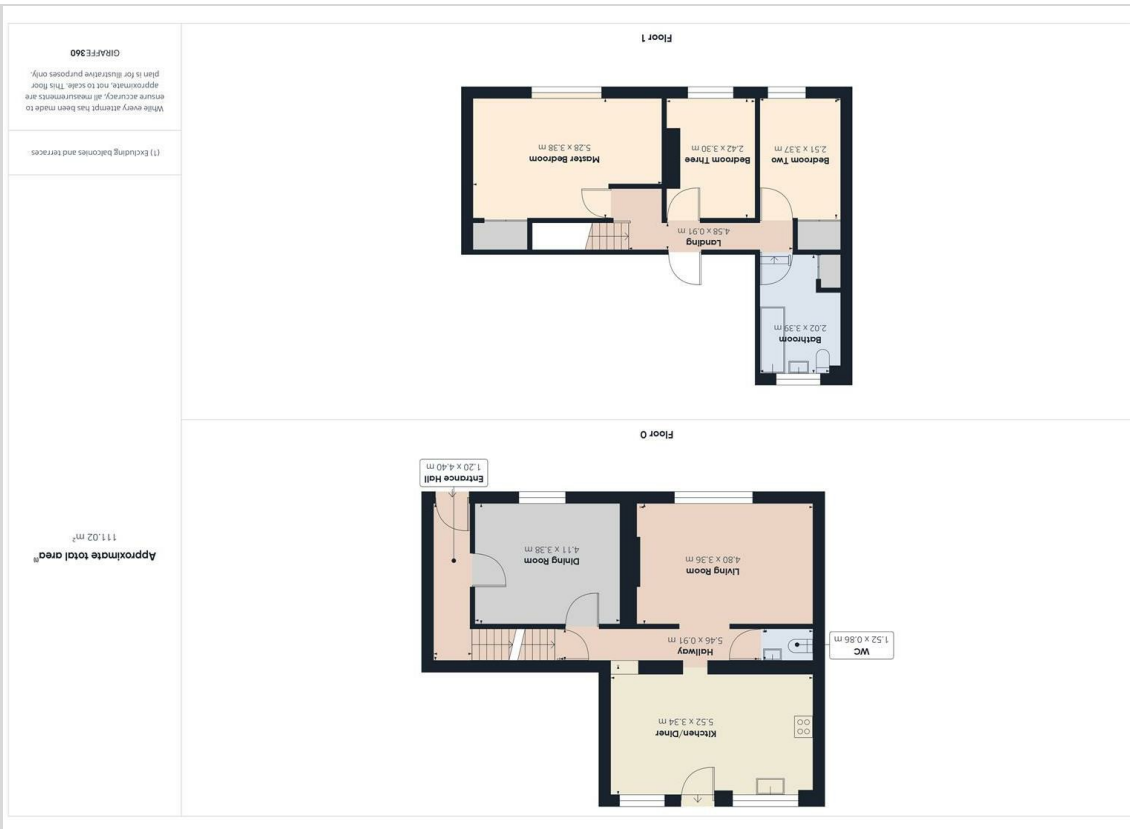 Kitchen/Diner
5.52 x 3.34 m
WC
1.52 x 0.86 m
Hallway
5.46 x 0.91 m
Living Room
4.80 x 3.36 m
Dining Room
4.11 x 3.38 m
Entrance Hall
1.20 x 4.40 m
Floor 0
Bathroom
2.02 x 3.39 m
Landing
4.58 x 0.91 m
Bedroom Two
2.51 x 3.37 m
Bedroom Three
2.42 x 3.30 m
Master Bedroom
5.28 x 3.38 m
Floor 1
Approximate total area⁽¹⁾
111.02 m²
(1) Excluding balconies and terraces
While every attempt has been made to
ensure accuracy, all measurements are
approximate, not to scale. This floor
plan is for illustrative purposes only.
GIRAFFE360